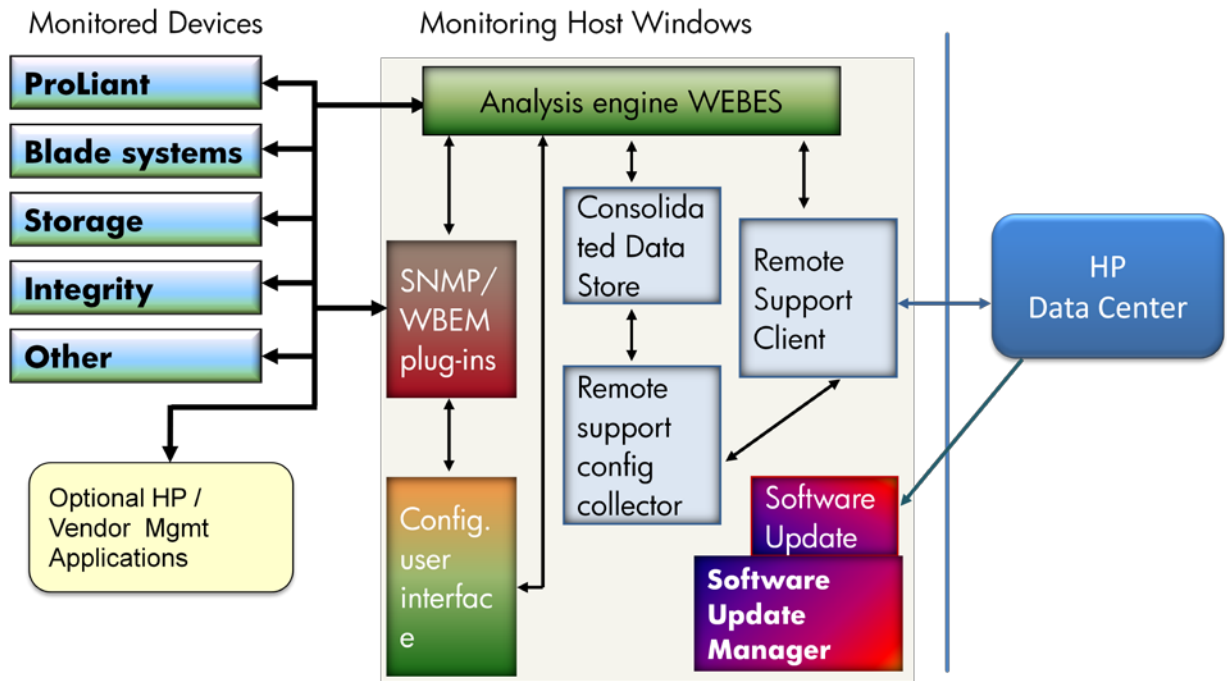 Monitored Devices
Monitoring Host Windows
ProLiant
Blade systems
Storage
Integrity
Other
Optional HP /
Vendor Mgmt
Applications
Analysis engine WEBES
SNMP/
WBEM
plug-ins
Config.
user
interfac
e
Consolida
ted Data
Store
Remote
support
config
collector
Remote
Support
Client
Software
Update
Software
Update
Manager
HP
Data Center